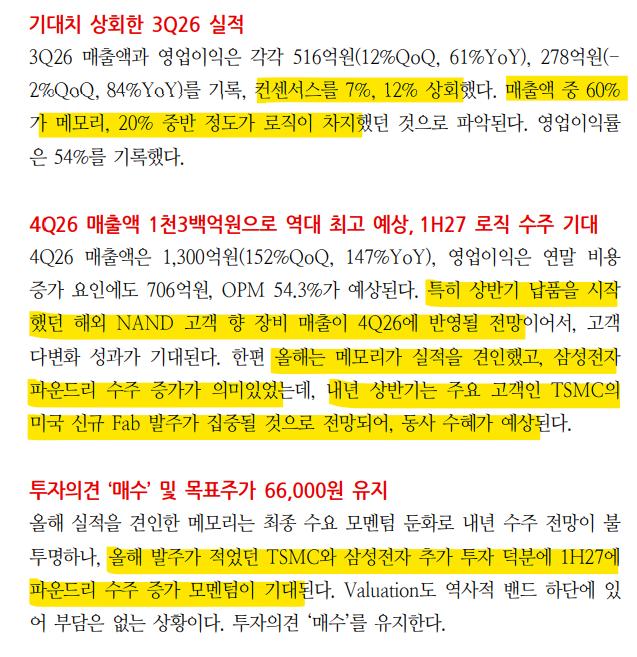 기대치 상회한 3Q26 실적
3Q26 매출액과 영업이익은 각각 516억원(12%QoQ, 61%YoY), 278억원(-
2%QoQ, 84%YoY)를 기록, 컨센서스를 7%, 12% 상회했다. 매출액 중 60%
가 메모리, 20% 중반 정도가 로직이 차지했던 것으로 파악된다. 영업이익률
은 54%를 기록했다.
4Q26 매출액 1천3백억원으로 역대 최고 예상, 1H27 로직 수주 기대
4Q26 매출액은 1,300억원(152%QoQ, 147%YoY), 영업이익은 연말 비용
증가 요인에도 706억원, OPM 54.3%가 예상된다. 특히 상반기 납품을 시작
했던 해외 NAND 고객 향 장비 매출이 4Q26에 반영될 전망이어서, 고객
다변화 성과가 기대된다. 한편 올해는 메모리가 실적을 견인했고, 삼성전자
파운드리 수주 증가가 의미있었는데, 내년 상반기는 주요 고객인 TSMC의
미국 신규 Fab 발주가 집중될 것으로 전망되어, 동사 수혜가 예상된다.
투자의견 ‘매수’ 및 목표주가 66,000원 유지
올해 실적을 견인한 메모리는 최종 수요 모멘텀 둔화로 내년 수주 전망이 불
투명하나, 올해 발주가 적었던 TSMC와 삼성전자 추가 투자 덕분에 1H27에
파운드리 수주 증가 모멘텀이 기대된다. Valuation도 역사적 밴드 하단에 있
어 부담은 없는 상황이다. 투자의견 ‘매수’를 유지한다.